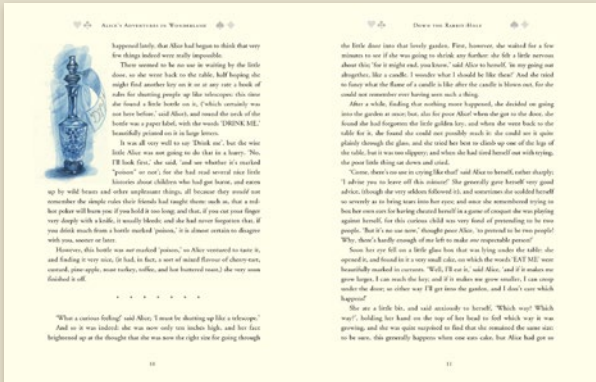 ALICE'S ADVENTURES IN WONDERLAND
happened lately, that Alice had begun to think that very
few things indeed were really impossible.
There seemed to be no use in waiting by the little
door, so she went back to the table, half hoping she
might find another key on it, or at any rate a book of
rules for shutting people up like telescopes: this time
she found a little bottle on it, ('which certainly was
not here before,' said Alice), and round the neck of the
bottle was a paper label, with the words 'DRINK ME,'
beautifully printed on it in large letters.
It was all very well to say 'Drink me', but the wise
little Alice was not going to do that in a hurry. 'No,
I'll look first,' she said, 'and see whether it's marked
"poison" or not'; for she had read several nice little
histories about children who had got burnt, and eaten
up by wild beasts and other unpleasant things, all because they would not
remember the simple rules their friends had taught them: such as, that a red-
hot poker will burn you if you hold it too long; and that, if you cut your finger
very deeply with a knife, it usually bleeds; and she had never forgotten that, if
you drink much from a bottle marked 'poison,' it is almost certain to disagree
with you, sooner or later.
However, this bottle was not marked 'poison,' so Alice ventured to taste it,
and finding it very nice, (it had, in fact, a sort of mixed flavour of cherry-tart,
custard, pine-apple, roast turkey, toffee, and hot buttered toast,) she very soon
finished it off.
* * * * * * *
'What a curious feeling!' said Alice; 'I must be shutting up like a telescope.'
And so it was indeed: she was now only ten inches high, and her face
brightened up at the thought that she was now the right size for going through
10
DOWN THE RABBIT-HOLE
the little door into that lovely garden. First, however, she waited for a few
minutes to see if she was going to shrink any further: she felt a little nervous
about this; 'for it might end, you know,' said Alice to herself, 'in my going out
altogether, like a candle. I wonder what I should be like then?' And she tried
to fancy what the flame of a candle is like after the candle is blown out, for she
could not remember ever having seen such a thing.
After a while, finding that nothing more happened, she decided on going
into the garden at once; but, alas for poor Alice! when she got to the door, she
found she had forgotten the little golden key, and when she went back to the
table for it, she found she could not possibly reach it: she could see it quite
plainly through the glass, and she tried her best to climb up one of the legs of
the table, but it was too slippery; and when she had tired herself out with trying,
the poor little thing sat down and cried.
'Come, there's no use in crying like that!' said Alice to herself, rather sharply;
'I advise you to leave off this minute!' She generally gave herself very good
advice, (though she very seldom followed it), and sometimes she scolded herself
so severely as to bring tears into her eyes; and once she remembered trying to
box her own ears for having cheated herself in a game of croquet she was playing
against herself, for this curious child was very fond of pretending to be two
people. 'But it's no use now,' thought poor Alice, 'to pretend to be two people!
Why, there's hardly enough of me left to make one respectable person!'
Soon her eye fell on a little glass box that was lying under the table: she
opened it, and found in it a very small cake, on which the words 'EAT ME' were
beautifully marked in currants. 'Well, I'll eat it,' said Alice, 'and if it makes me
grow larger, I can reach the key; and if it makes me grow smaller, I can creep
under the door; so either way I'll get into the garden, and I don't care which
happens!'
She ate a little bit, and said anxiously to herself, 'Which way? Which
way?', holding her hand on the top of her head to feel which way it was
growing, and she was quite surprised to find that she remained the same size:
to be sure, this generally happens when one eats cake, but Alice had got so
11